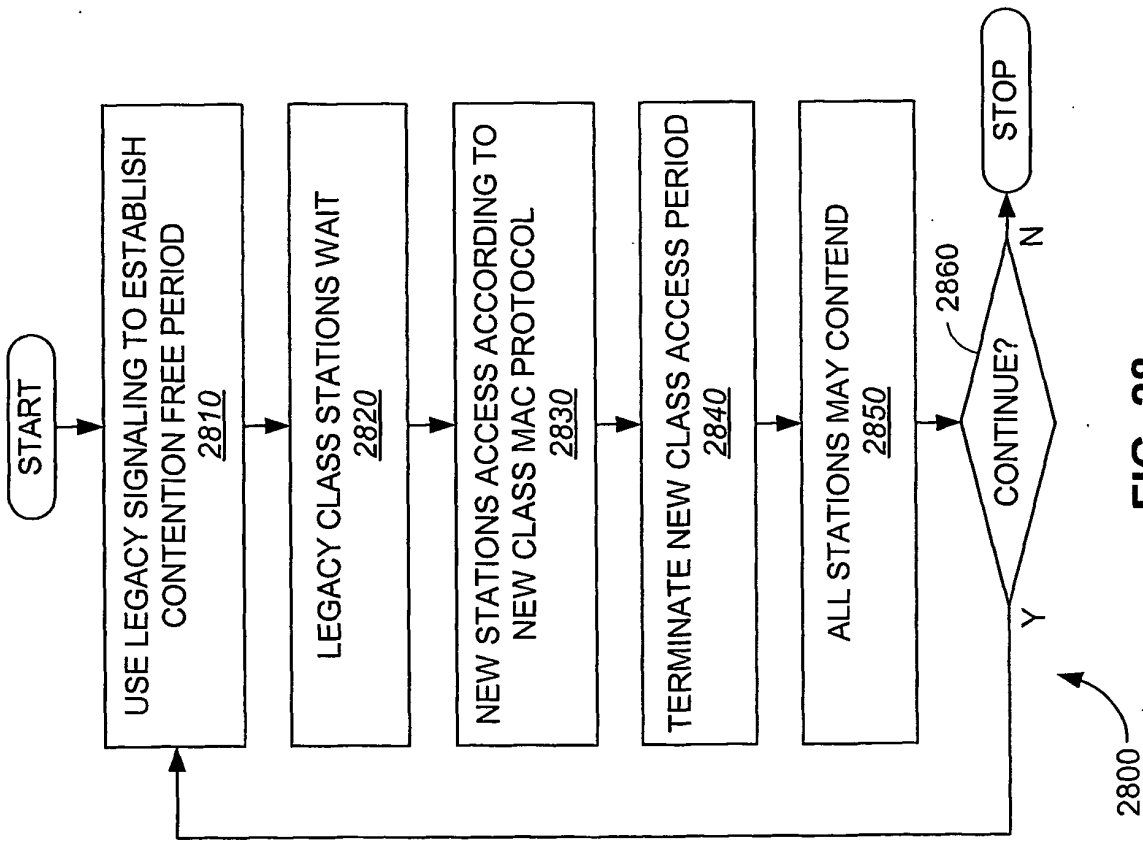 START
USE LEGACY SIGNALING TO ESTABLISH
CONTENTION FREE PERIOD
2810
LEGACY CLASS STATIONS WAIT
2820
NEW STATIONS ACCESS ACCORDING TO
NEW CLASS MAC PROTOCOL
2830
TERMINATE NEW CLASS ACCESS PERIOD
2840
ALL STATIONS MAY CONTEND
2850
2860
CONTINUE?
Y
N
STOP
2800